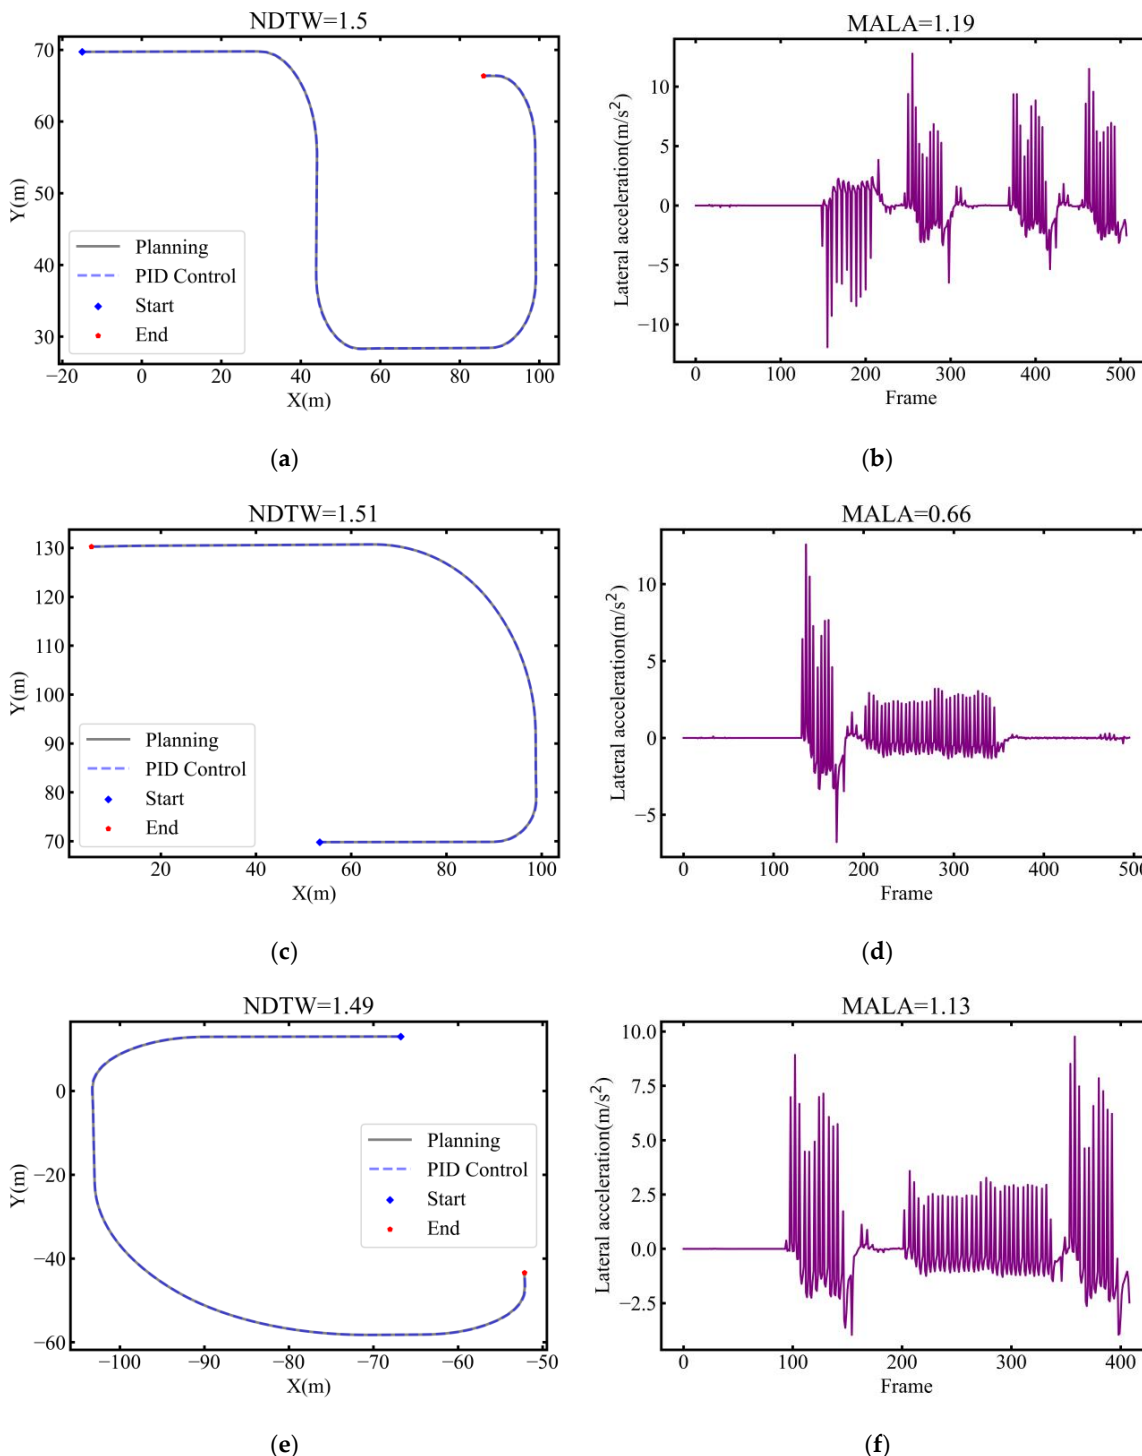 NDTW=1.5
70
60
50
40
30
Y(m)
Planning
PID Control
Start
End
−20 0 20 40 60 80 100
X(m)
(a)
MALA=1.19
10
5
0
−5
−10
Lateral acceleration(m/s²)
0 100 200 300 400 500
Frame
(b)
NDTW=1.51
130
120
110
100
90
80
70
Y(m)
Planning
PID Control
Start
End
20 40 60 80 100
X(m)
(c)
MALA=0.66
10
5
0
−5
Lateral acceleration(m/s²)
0 100 200 300 400 500
Frame
(d)
NDTW=1.49
0
−20
−40
−60
Y(m)
Planning
PID Control
Start
End
−100 −90 −80 −70 −60 −50
X(m)
(e)
MALA=1.13
10.0
7.5
5.0
2.5
0.0
−2.5
Lateral acceleration(m/s²)
0 100 200 300 400
Frame
(f)